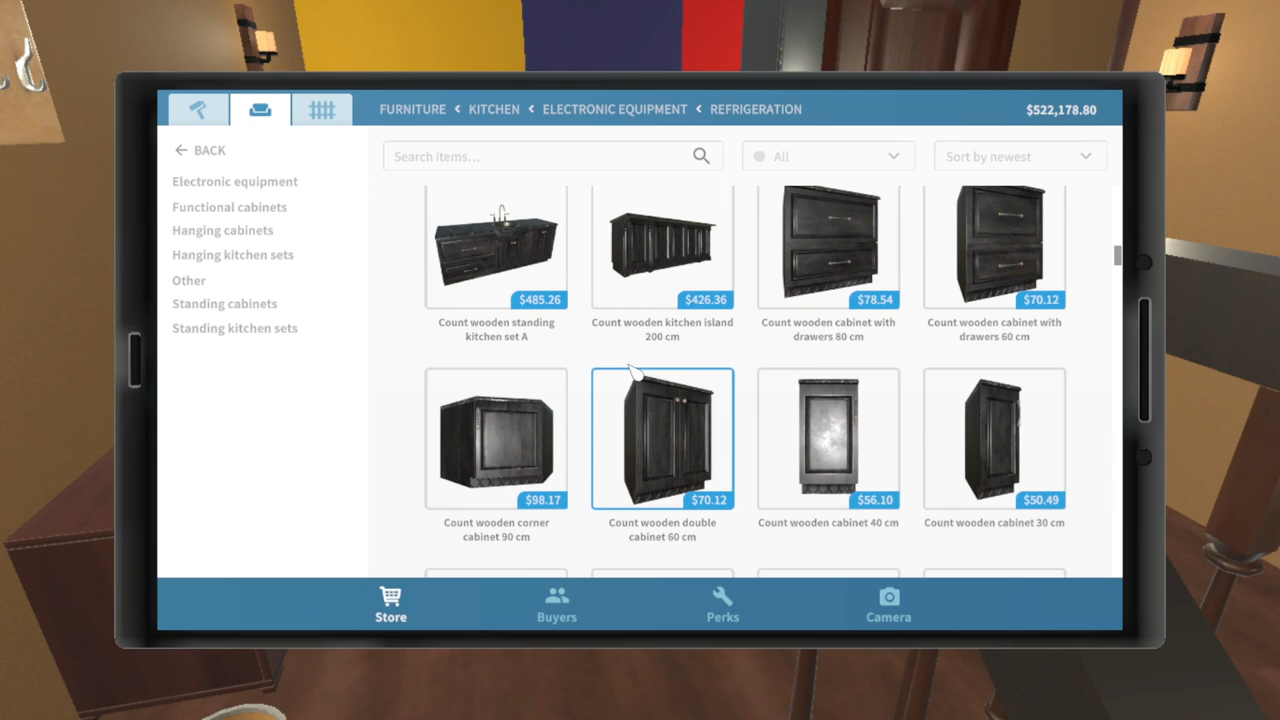 FURNITURE < KITCHEN < ELECTRONIC EQUIPMENT < REFRIGERATION
$522,178.80
BACK
Electronic equipment
Functional cabinets
Hanging cabinets
Hanging kitchen sets
Other
Standing cabinets
Standing kitchen sets
Search items...
All
Sort by newest
$485.26
$426.36
$78.54
$70.12
Count wooden standing
kitchen set A
Count wooden kitchen island
200 cm
Count wooden cabinet with
drawers 80 cm
Count wooden cabinet with
drawers 60 cm
$98.17
$70.12
$56.10
$50.49
Count wooden corner
cabinet 90 cm
Count wooden double
cabinet 60 cm
Count wooden cabinet 40 cm
Count wooden cabinet 30 cm
Store
Buyers
Perks
Camera